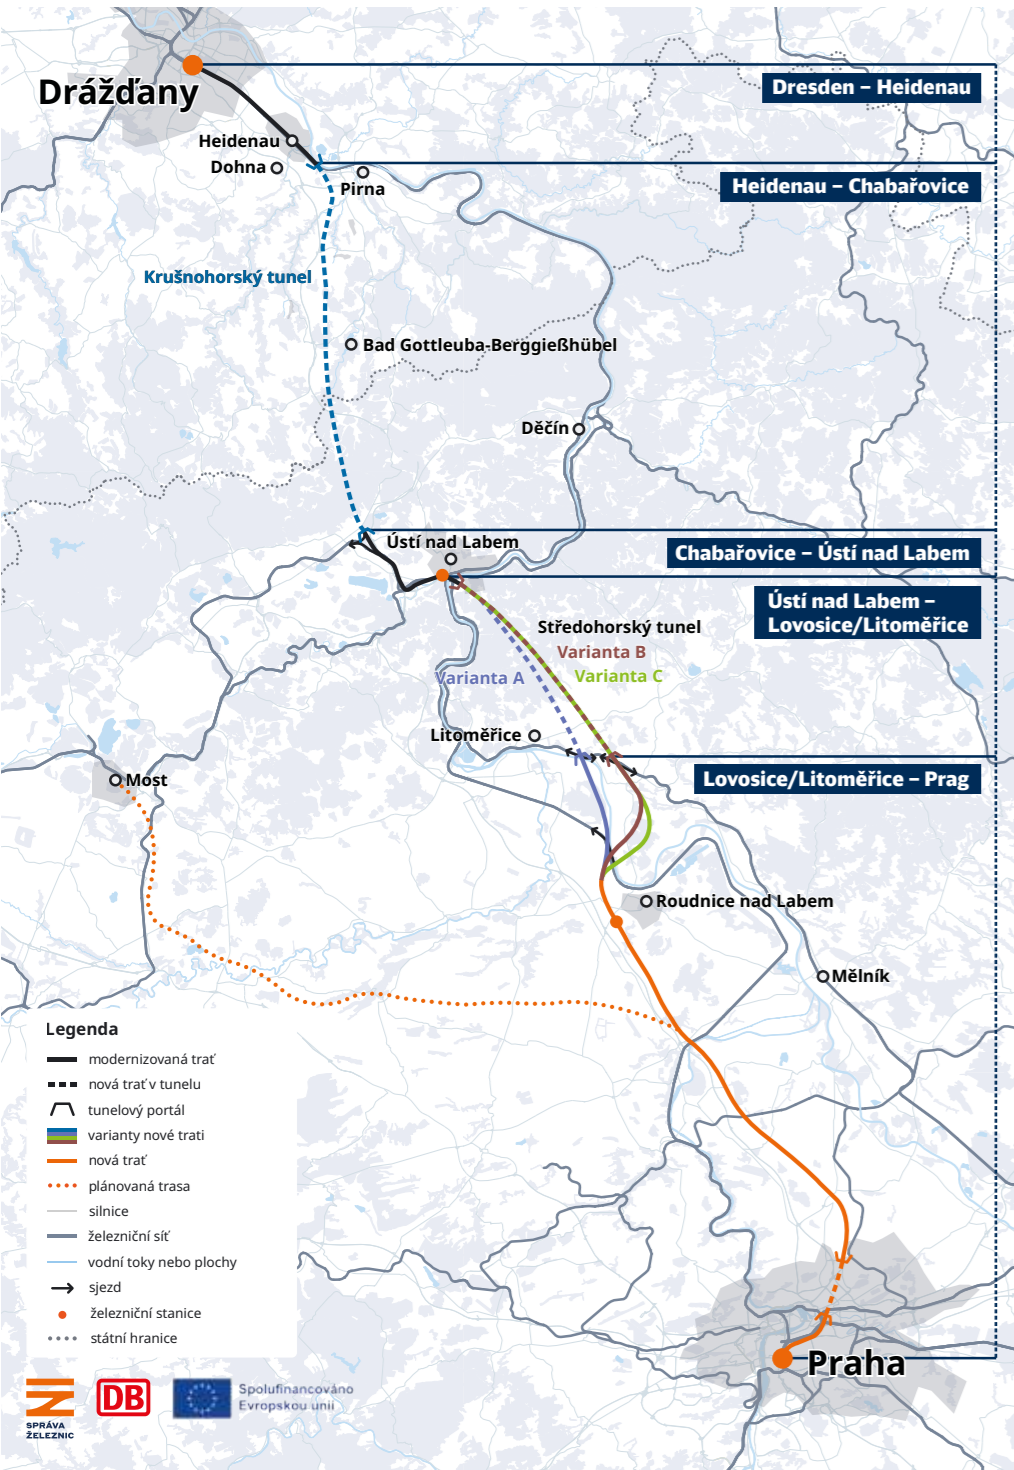 Drážďany
Dresden – Heidenau
Heidenau
Dohna
Pirna
Heidenau – Chabařovice
Krušnohorský tunel
Bad Gottleuba-Berggießhübel
Děčín
Ústí nad Labem
Chabařovice – Ústí nad Labem
Ústí nad Labem –
Lovosice/Litoměřice
Středohorský tunel
Varianta B
Varianta A
Varianta C
Litoměřice
Lovosice/Litoměřice – Prag
Most
Roudnice nad Labem
Mělník
Legenda
modernizovaná trať
nová trať v tunelu
tunelový portál
varianty nové trati
nová trať
plánovaná trasa
silnice
železniční síť
vodní toky nebo plochy
sjezd
železniční stanice
státní hranice
Praha
SPRÁVA
ŽELEZNIC
DB
Spolufinancováno
Evropskou unií